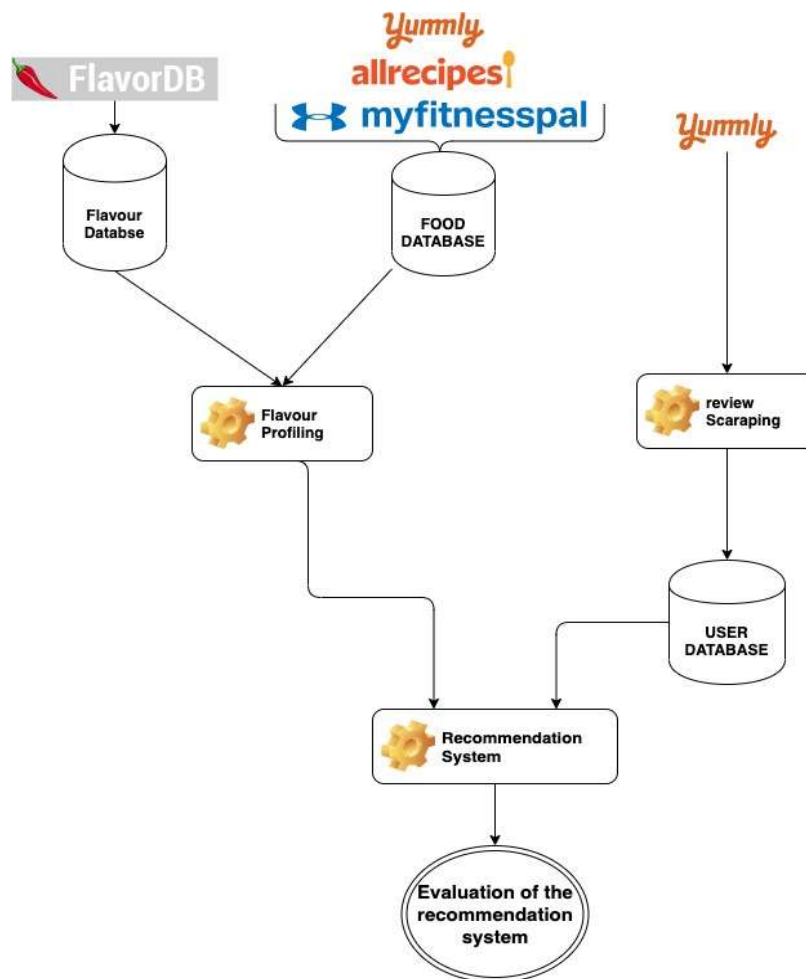 Yummly
FlavorDB
allrecipes
myfitnesspal
Yummly
Flavour
Databse
FOOD
DATABASE
Flavour
Profiling
review
Scaraping
USER
DATABASE
Recommendation
System
Evaluation of the
recommendation
system